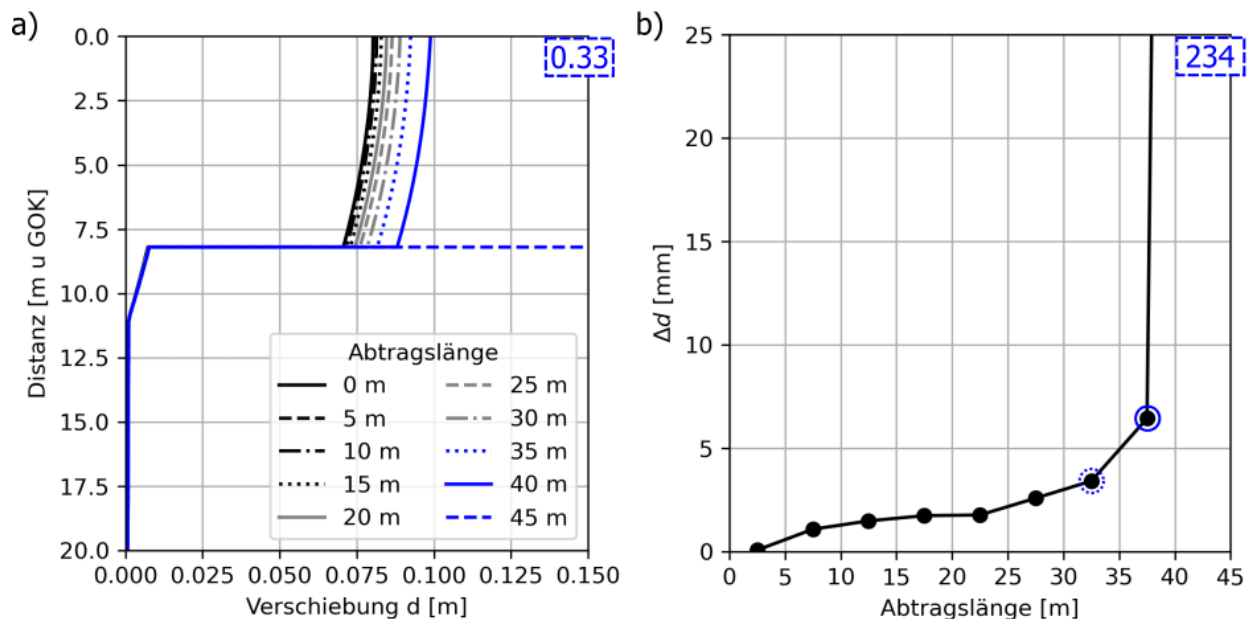 a)
0.33
0.0
2.5
5.0
7.5
10.0
12.5
15.0
17.5
20.0
Distanz [m u GOK]
Abtragslänge
0 m
5 m
10 m
15 m
20 m
25 m
30 m
35 m
40 m
45 m
0.000 0.025 0.050 0.075 0.100 0.125 0.150
Verschiebung d [m]
b)
234
25
20
15
10
5
0
Δd [mm]
0 5 10 15 20 25 30 35 40 45
Abtragslänge [m]